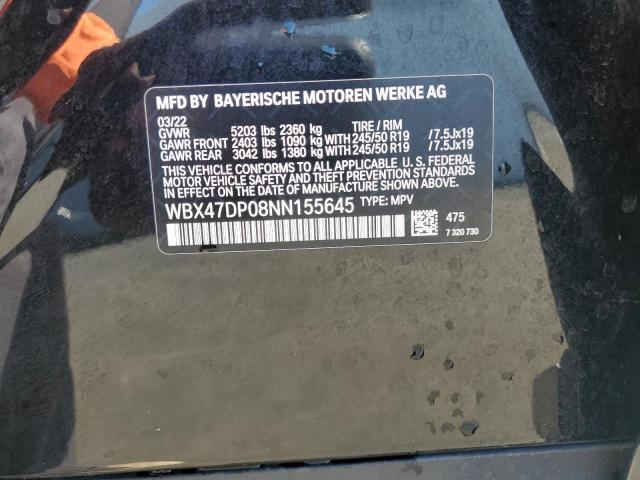 MFD BY BAYERISCHE MOTOREN WERKE AG
03/22 TIRE / RIM
GVWR 5203 lbs 2360 kg
GAWR FRONT 2403 lbs 1090 kg WITH 245/50 R19 /7.5Jx19
GAWR REAR 3042 lbs 1380 kg WITH 245/50 R19 /7.5Jx19
THIS VEHICLE CONFORMS TO ALL APPLICABLE U. S. FEDERAL
MOTOR VEHICLE SAFETY, BUMPER, AND THEFT PREVENTION STANDARDS
IN EFFECT ON THE DATE OF MANUFACTURE SHOWN ABOVE.
WBX47DP08NN155645 TYPE: MPV
475
7 320 730